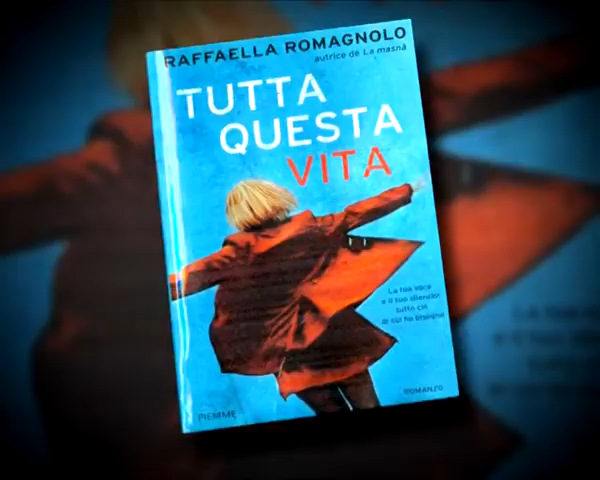 RAFFAELLA ROMAGNOLO
autrice de La masnà
TUTTA
QUESTA
VITA
La tua voce
e il tuo silenzio:
tutto ciò
di cui ho bisogno
PIEMME
ROMANZO